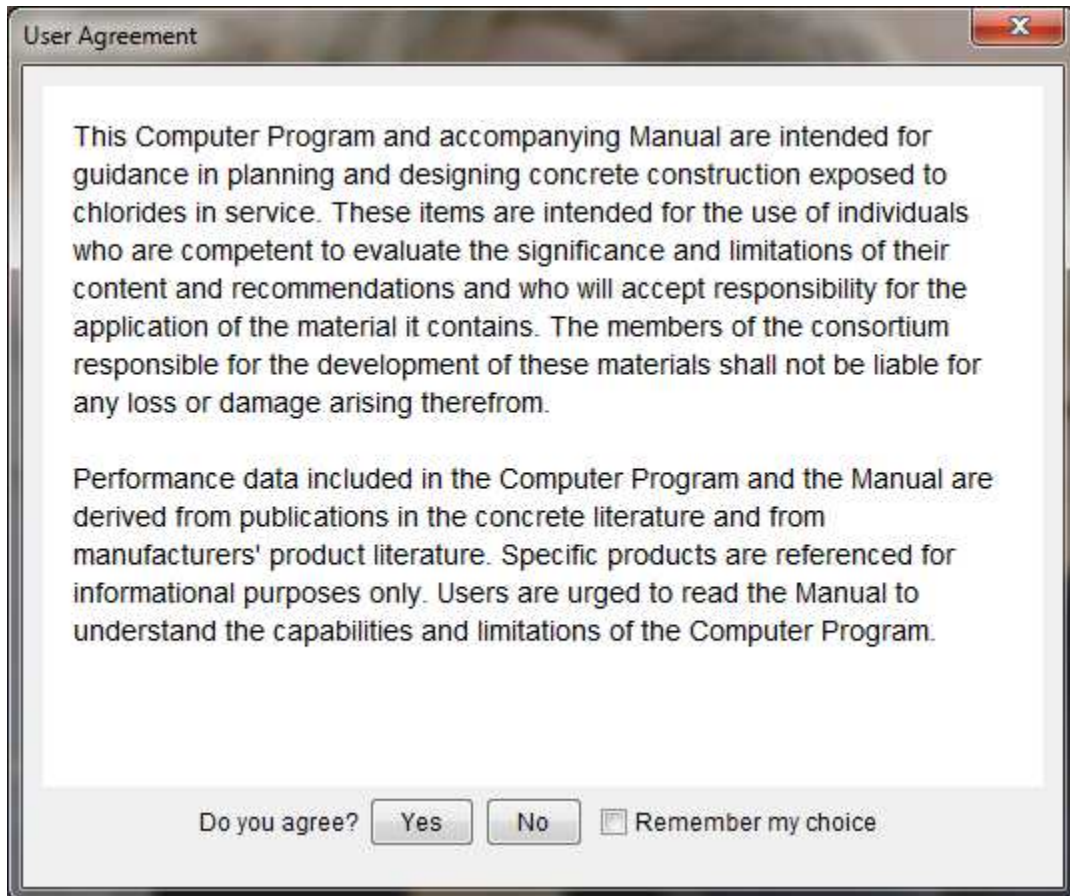 User Agreement
This Computer Program and accompanying Manual are intended for
guidance in planning and designing concrete construction exposed to
chlorides in service. These items are intended for the use of individuals
who are competent to evaluate the significance and limitations of their
content and recommendations and who will accept responsibility for the
application of the material it contains. The members of the consortium
responsible for the development of these materials shall not be liable for
any loss or damage arising therefrom.
Performance data included in the Computer Program and the Manual are
derived from publications in the concrete literature and from
manufacturers' product literature. Specific products are referenced for
informational purposes only. Users are urged to read the Manual to
understand the capabilities and limitations of the Computer Program.
Do you agree? Yes No Remember my choice